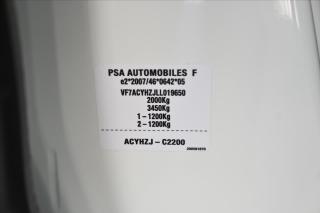 PSA AUTOMOBILES F
e2*2007/46*0642*05
VF7ACYHZJLL019650
2000Kg
3450Kg
1 – 1200Kg
2 – 1200Kg
ACYHZJ – C2200